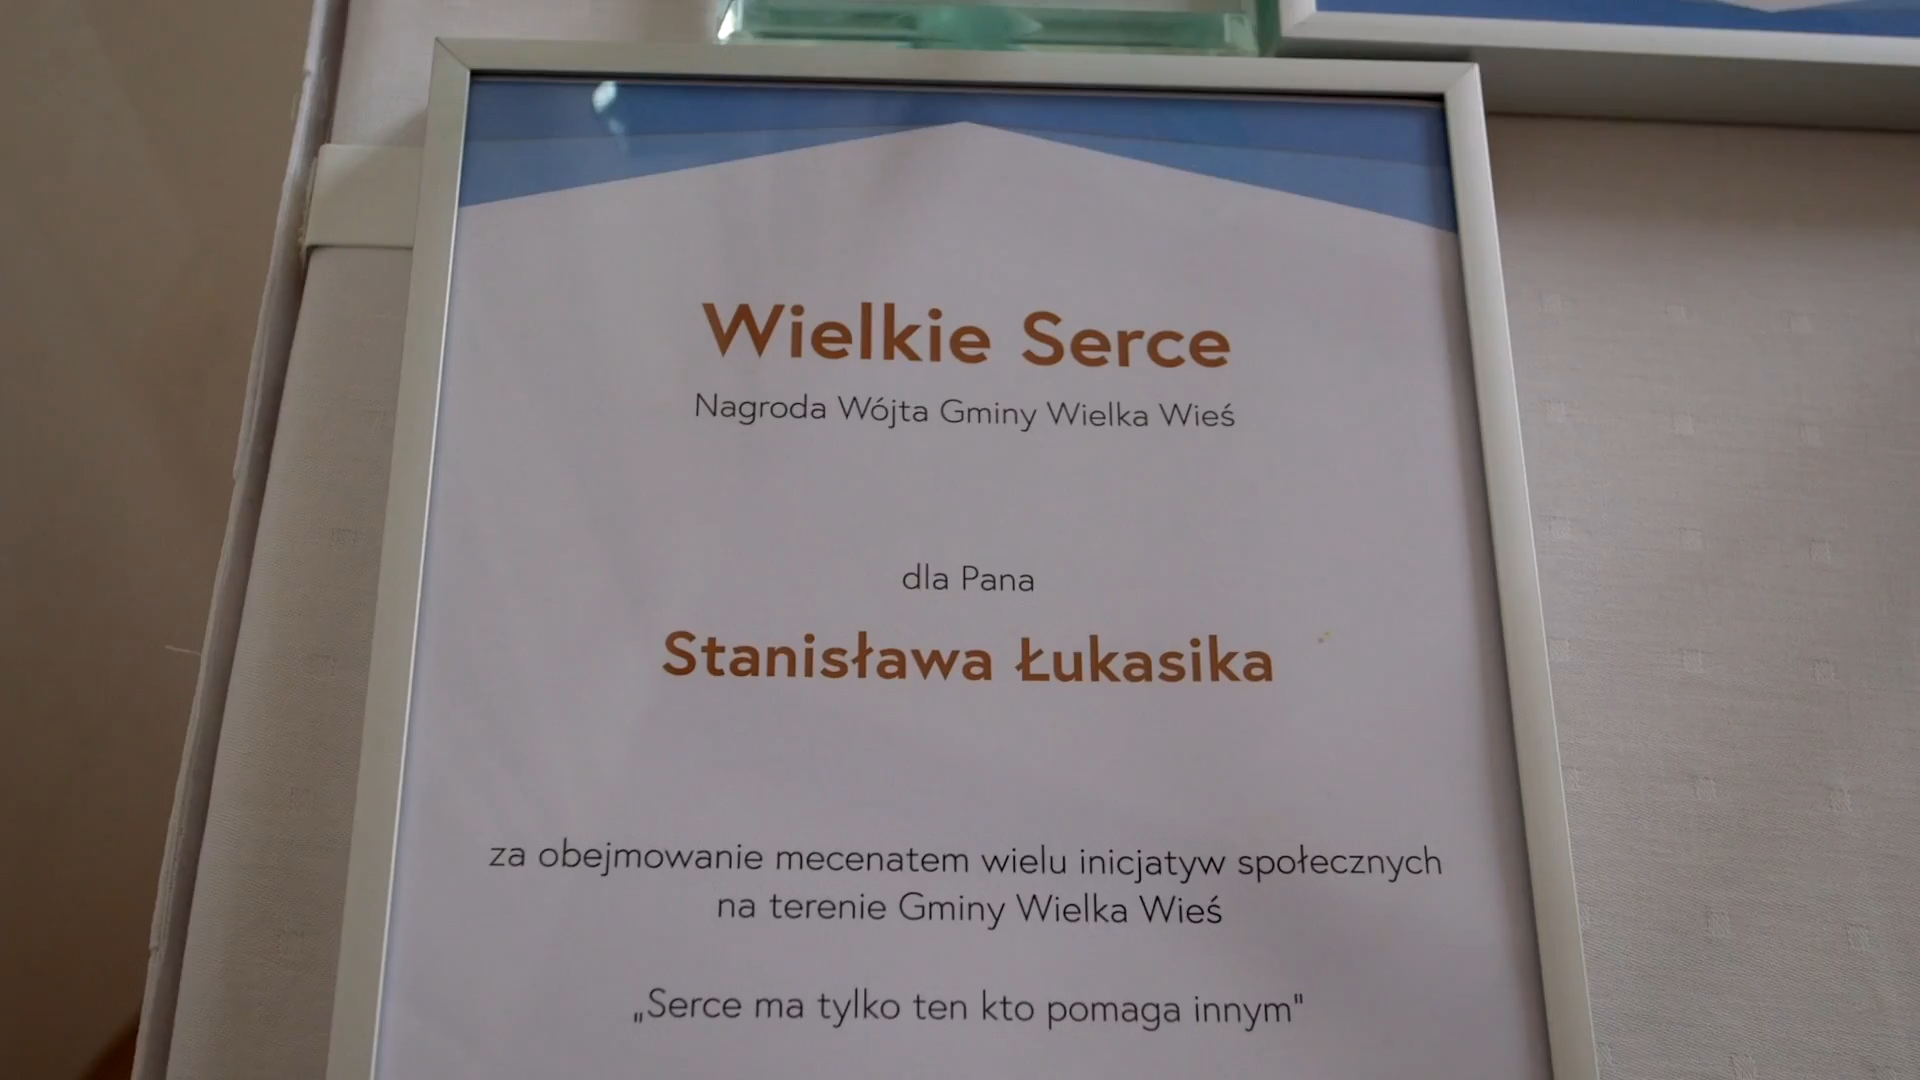 Wielkie Serce
Nagroda Wójta Gminy Wielka Wieś
dla Pana
Stanisława Łukasika
za obejmowanie mecenatem wielu inicjatyw społecznych
na terenie Gminy Wielka Wieś
„Serce ma tylko ten kto pomaga innym"